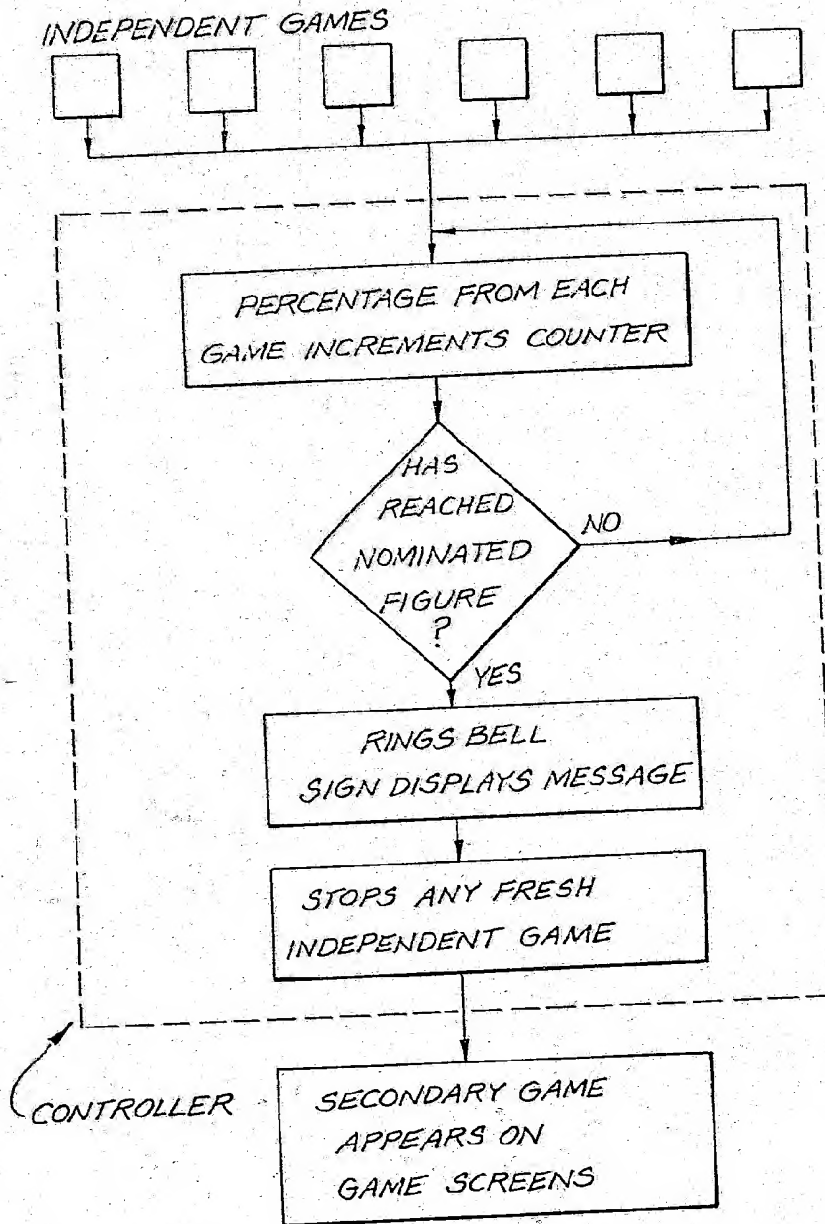 INDEPENDENT GAMES
PERCENTAGE FROM EACH
GAME INCREMENTS COUNTER
HAS
REACHED
NOMINATED
FIGURE
?
NO
YES
RINGS BELL
SIGN DISPLAYS MESSAGE
STOPS ANY FRESH
INDEPENDENT GAME
CONTROLLER
SECONDARY GAME
APPEARS ON
GAME SCREENS